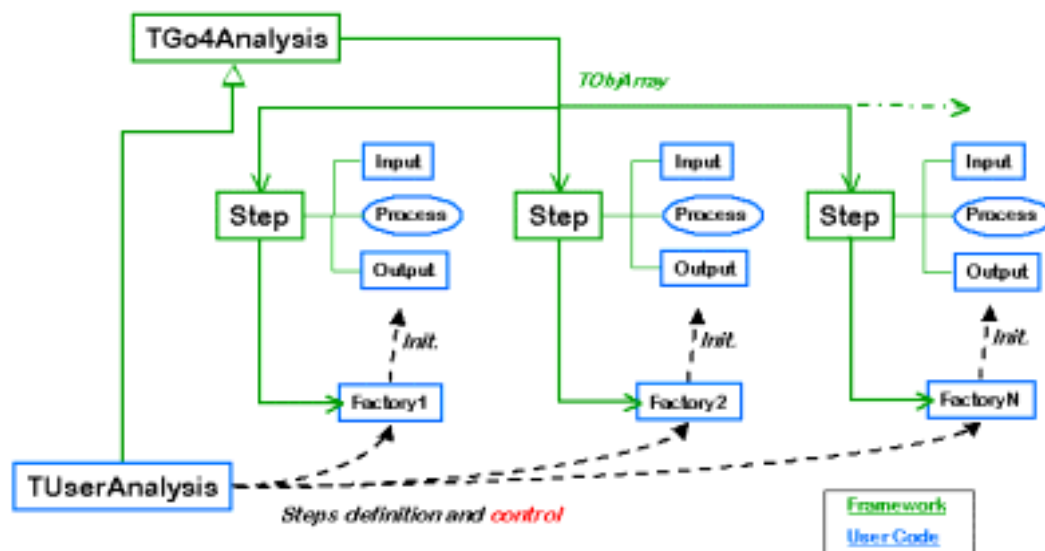 TGo4Analysis
TObjArray
Input
Input
Input
Step
Process
Step
Process
Step
Process
Output
Output
Output
Init.
Init.
Init.
Factory1
Factory2
FactoryN
TUserAnalysis
Steps definition and control
Framework
User Code